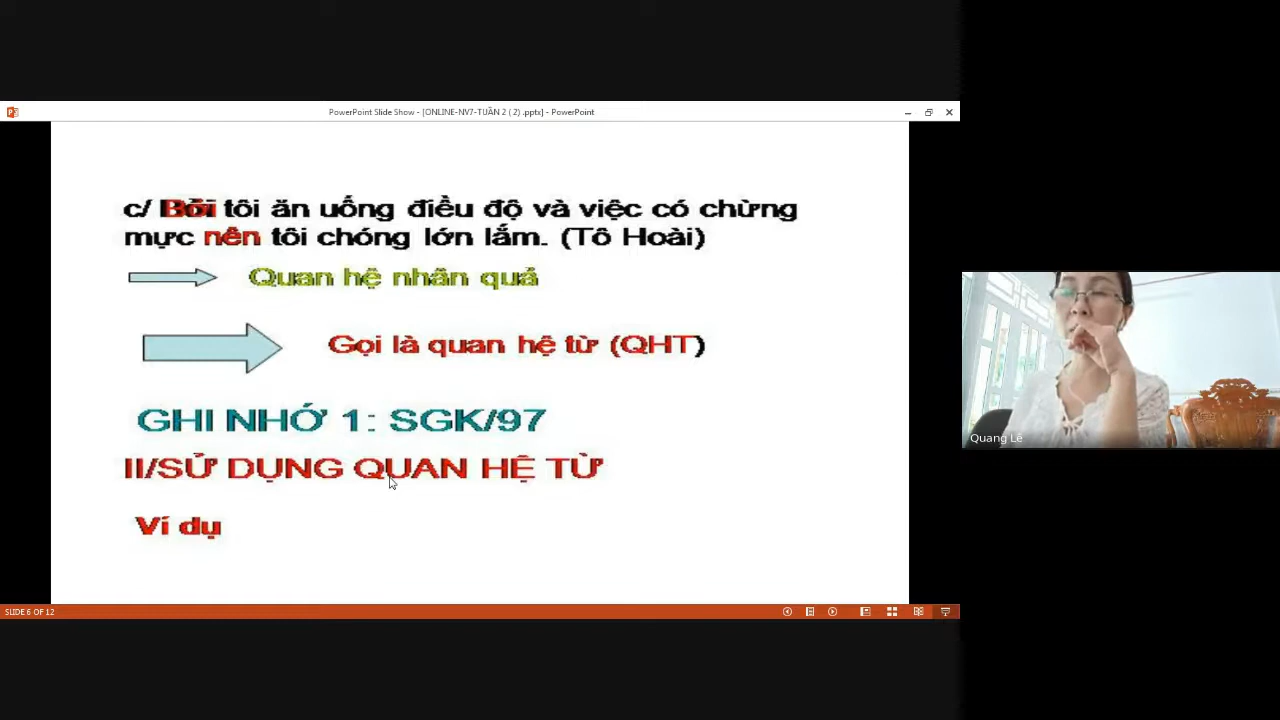 PowerPoint Slide Show - [ONLINE-NV7-TUẦN 2 ( 2) .pptx] - PowerPoint
c/ Bởi tôi ăn uống điều độ và việc có chừng
mực nên tôi chóng lớn lắm. (Tô Hoài)
Quan hệ nhân quả
Gọi là quan hệ từ (QHT)
GHI NHỚ 1: SGK/97
II/SỬ DỤNG QUAN HỆ TỪ
Ví dụ
Quang Lê
SLIDE 6 OF 12